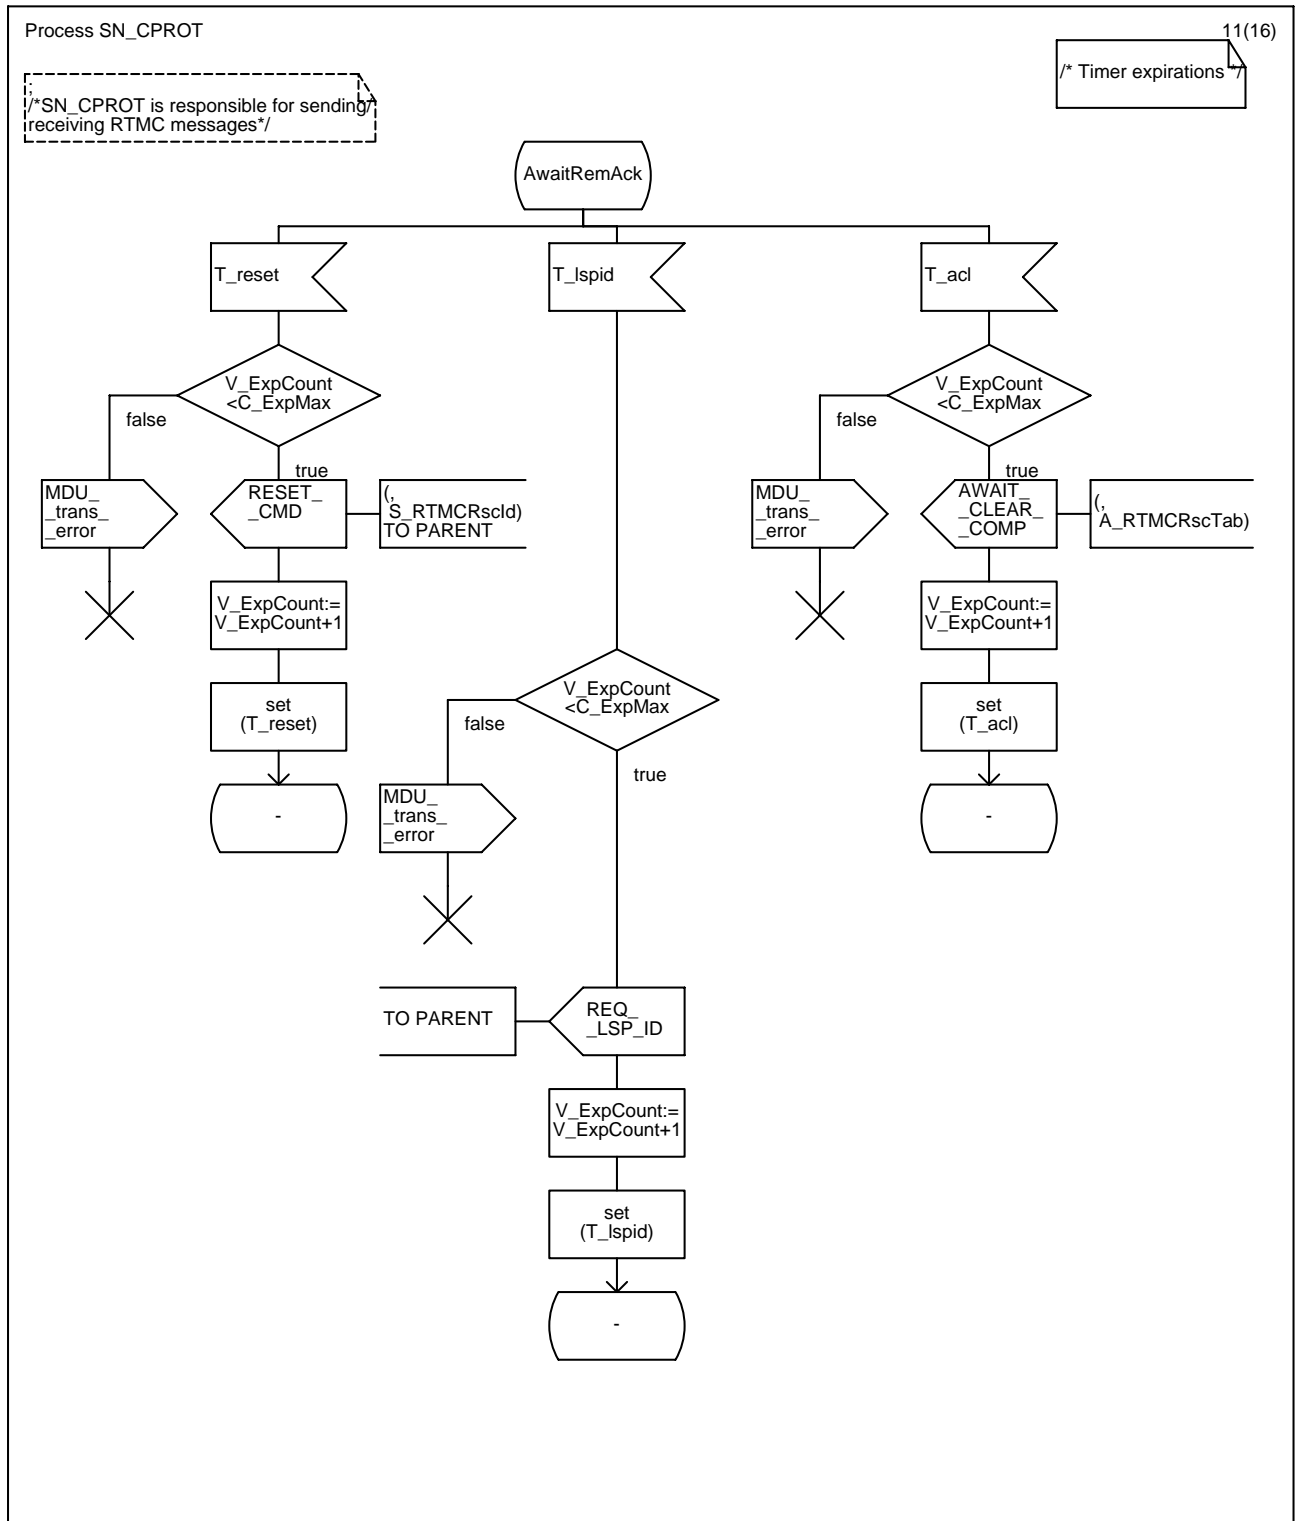 Process SN_CPROT
11(16)
;
/*SN_CPROT is responsible for sending/
receiving RTMC messages*/
/* Timer expirations */
AwaitRemAck
T_reset
T_lspid
T_acl
V_ExpCount
<C_ExpMax
false
true
MDU_
_trans_
_error
RESET_
_CMD
(,
S_RTMCRscId)
TO PARENT
V_ExpCount:=
V_ExpCount+1
set
(T_reset)
-
V_ExpCount
<C_ExpMax
false
true
MDU_
_trans_
_error
AWAIT_
_CLEAR_
_COMP
(,
A_RTMCRscTab)
V_ExpCount:=
V_ExpCount+1
set
(T_acl)
-
V_ExpCount
<C_ExpMax
false
true
MDU_
_trans_
_error
TO PARENT
REQ_
_LSP_ID
V_ExpCount:=
V_ExpCount+1
set
(T_lspid)
-